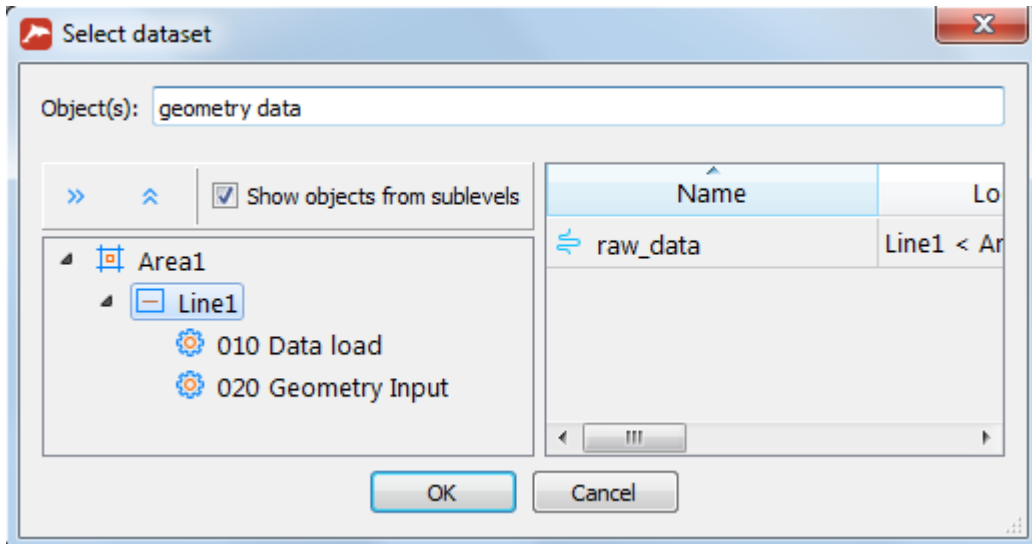 Select dataset
Object(s): geometry data
Show objects from sublevels
Name Lo
raw_data Line1 < Ar
Area1
Line1
010 Data load
020 Geometry Input
OK Cancel